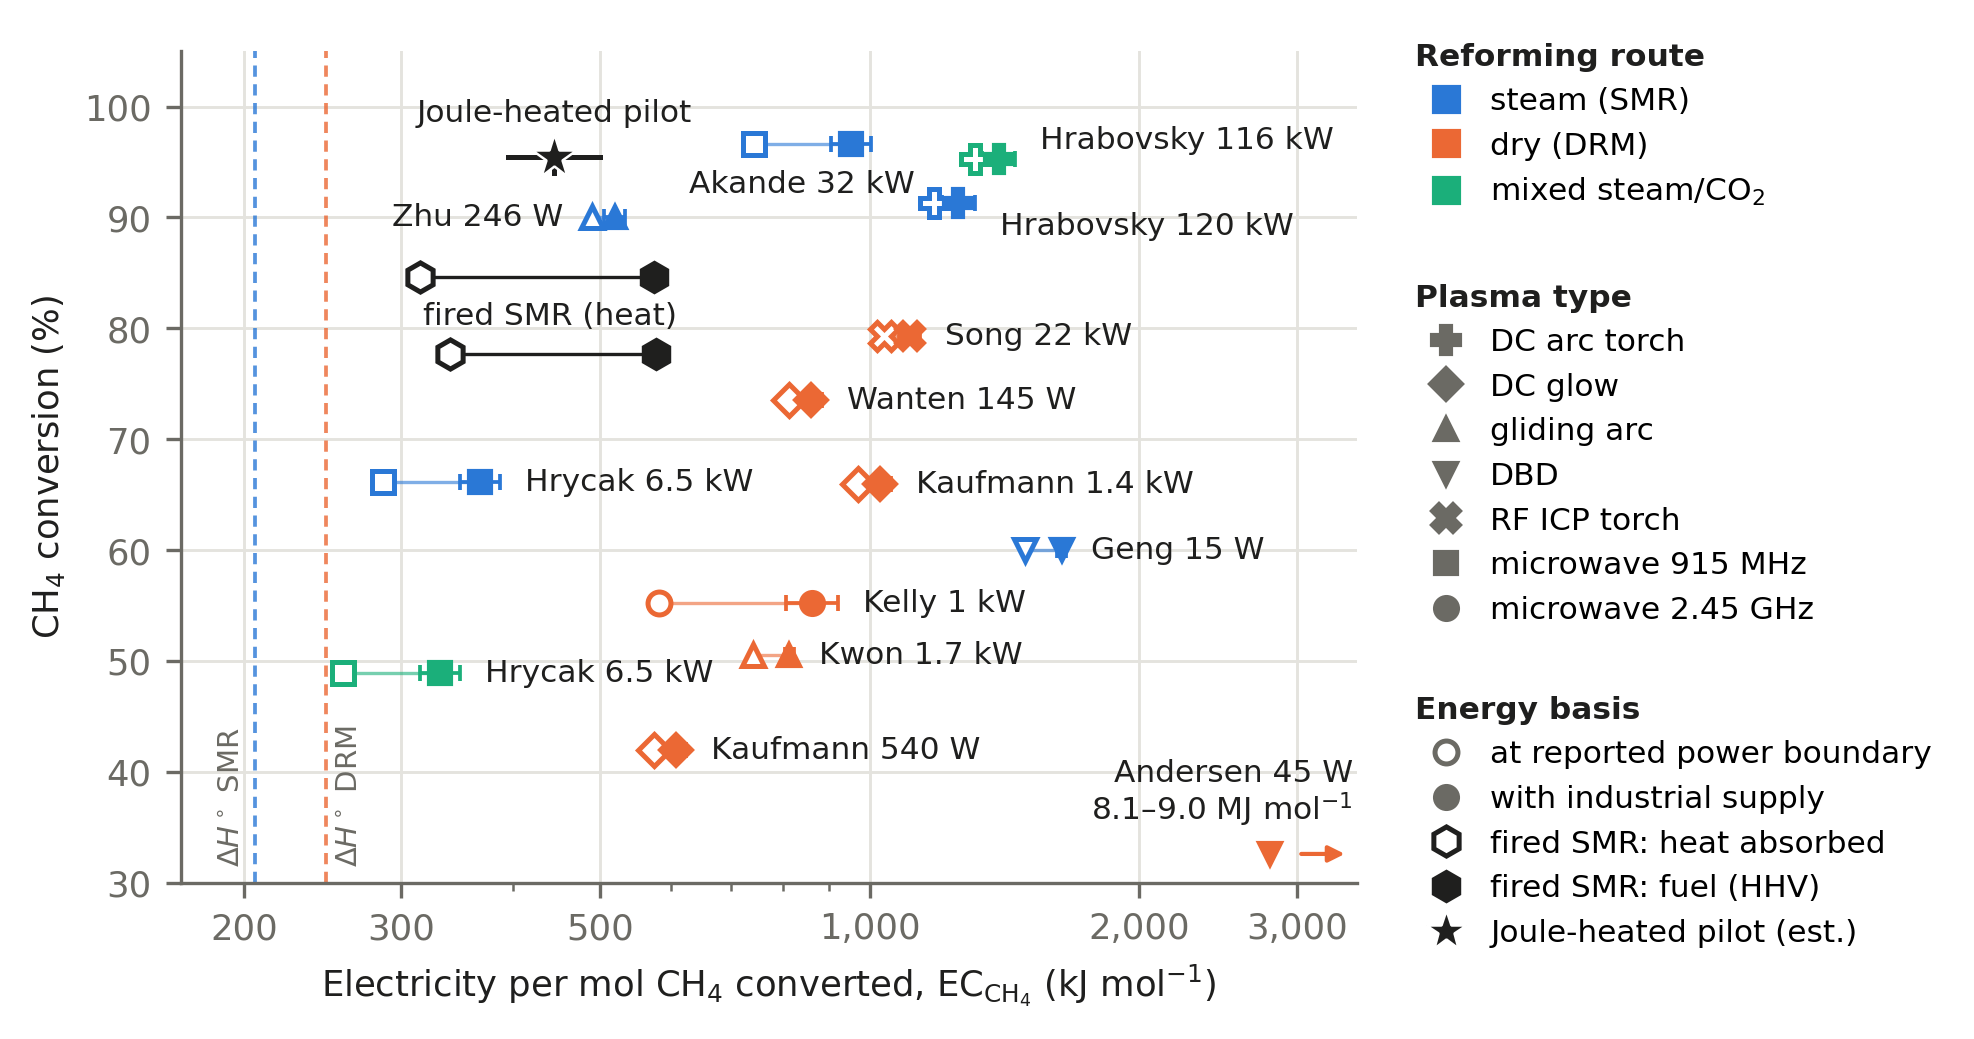 Joule-heated pilot
Akande 32 kW
Hrabovsky 116 kW
Zhu 246 W
Hrabovsky 120 kW
fired SMR (heat)
Song 22 kW
Wanten 145 W
Hrycak 6.5 kW
Kaufmann 1.4 kW
Geng 15 W
Kelly 1 kW
Kwon 1.7 kW
Hrycak 6.5 kW
Kaufmann 540 W
Andersen 45 W
8.1–9.0 MJ mol⁻¹
ΔH° SMR
ΔH° DRM
CH₄ conversion (%)
100
90
80
70
60
50
40
30
200
300
500
1,000
2,000
3,000
Electricity per mol CH₄ converted, EC_CH₄ (kJ mol⁻¹)
Reforming route
steam (SMR)
dry (DRM)
mixed steam/CO₂
Plasma type
DC arc torch
DC glow
gliding arc
DBD
RF ICP torch
microwave 915 MHz
microwave 2.45 GHz
Energy basis
at reported power boundary
with industrial supply
fired SMR: heat absorbed
fired SMR: fuel (HHV)
Joule-heated pilot (est.)